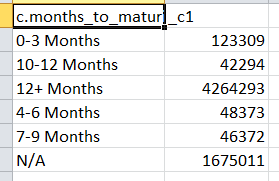 c.months_to_matur _c1
0-3 Months 123309
10-12 Months 42294
12+ Months 4264293
4-6 Months 48373
7-9 Months 46372
N/A 1675011